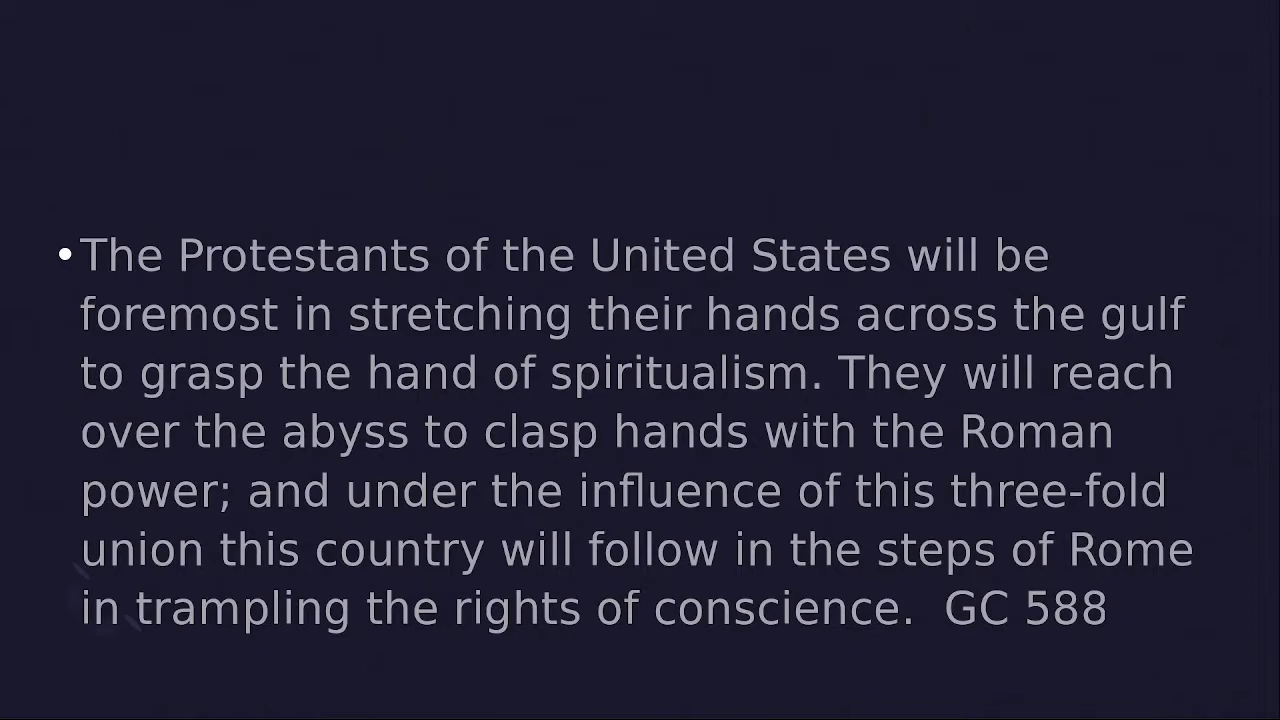 •The Protestants of the United States will be
foremost in stretching their hands across the gulf
to grasp the hand of spiritualism. They will reach
over the abyss to clasp hands with the Roman
power; and under the influence of this three-fold
union this country will follow in the steps of Rome
in trampling the rights of conscience.  GC 588